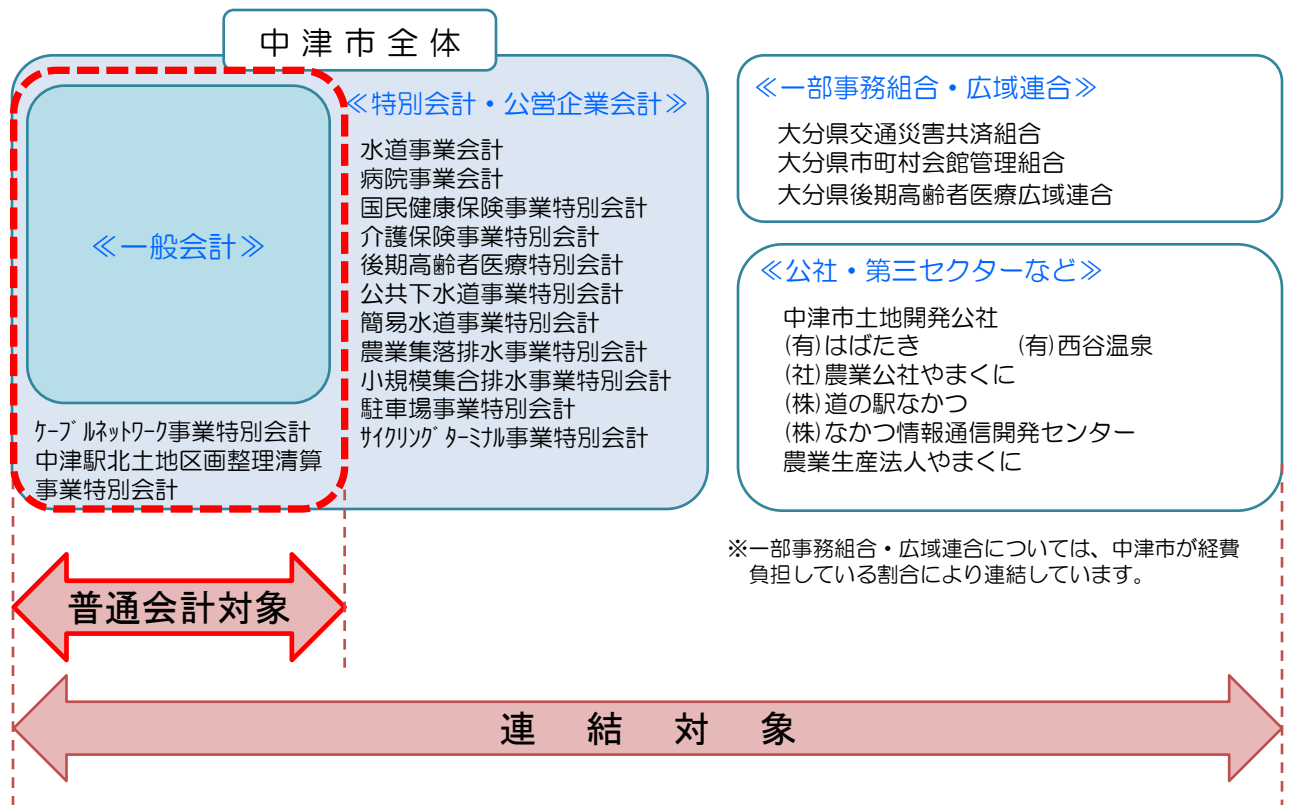 中津市全体
≪一般会計≫
ｹｰﾌﾞﾙﾈｯﾄﾜｰｸ事業特別会計
中津駅北土地区画整理清算
事業特別会計
≪特別会計・公営企業会計≫
水道事業会計
病院事業会計
国民健康保険事業特別会計
介護保険事業特別会計
後期高齢者医療特別会計
公共下水道事業特別会計
簡易水道事業特別会計
農業集落排水事業特別会計
小規模集合排水事業特別会計
駐車場事業特別会計
ｻｲｸﾘﾝｸﾞﾀｰﾐﾅﾙ事業特別会計
≪一部事務組合・広域連合≫
大分県交通災害共済組合
大分県市町村会館管理組合
大分県後期高齢者医療広域連合
≪公社・第三セクターなど≫
中津市土地開発公社
(有)はばたき　　　(有)西谷温泉
(社)農業公社やまくに
(株)道の駅なかつ
(株)なかつ情報通信開発センター
農業生産法人やまくに
※一部事務組合・広域連合については、中津市が経費
負担している割合により連結しています。
普通会計対象
連結対象